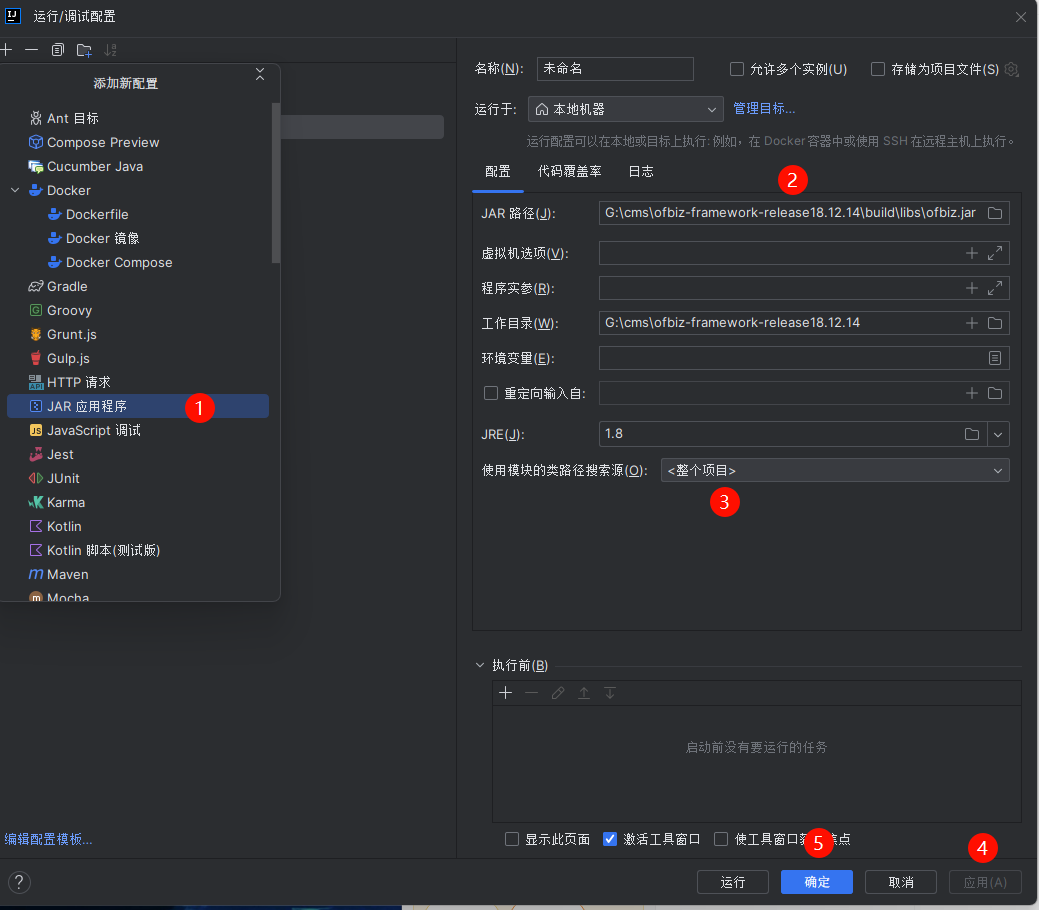 运行/调试配置
添加新配置
Ant 目标
Compose Preview
Cucumber Java
Docker
Dockerfile
Docker 镜像
Docker Compose
Gradle
Groovy
Grunt.js
Gulp.js
HTTP 请求
JAR 应用程序
1
JavaScript 调试
Jest
JUnit
Karma
Kotlin
Kotlin 脚本(测试版)
Maven
Mocha
编辑配置模板...
名称(N):
未命名
允许多个实例(U)
存储为项目文件(S)
运行于:
本地机器
管理目标...
运行配置可以在本地或目标上执行: 例如，在 Docker 容器中或使用 SSH 在远程主机上执行。
配置
代码覆盖率
日志
2
JAR 路径(J):
G:\cms\ofbiz-framework-release18.12.14\build\libs\ofbiz.jar
虚拟机选项(V):
程序实参(R):
工作目录(W):
G:\cms\ofbiz-framework-release18.12.14
环境变量(E):
重定向输入自:
JRE(J):
1.8
使用模块的类路径搜索源(O):
<整个项目>
3
执行前(B)
启动前没有要运行的任务
显示此页面
激活工具窗口
使工具窗口
焦点
5
4
运行
确定
取消
应用(A)
?